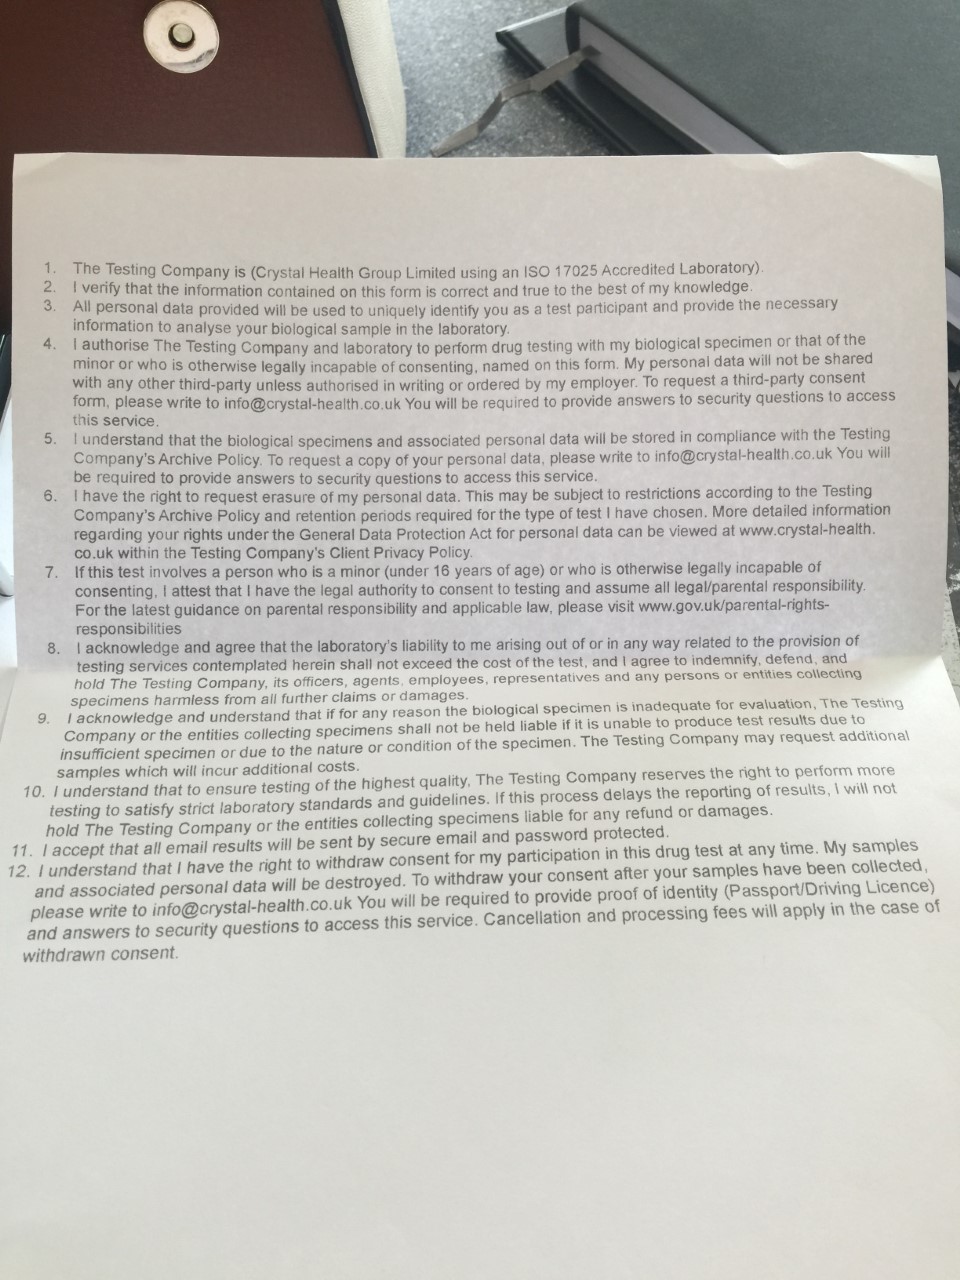 1. The Testing Company is (Crystal Health Group Limited using an ISO 17025 Accredited Laboratory).
2. I verify that the information contained on this form is correct and true to the best of my knowledge.
3. All personal data provided will be used to uniquely identify you as a test participant and provide the necessary
information to analyse your biological sample in the laboratory.
4. I authorise The Testing Company and laboratory to perform drug testing with my biological specimen or that of the
minor or who is otherwise legally incapable of consenting, named on this form. My personal data will not be shared
with any other third-party unless authorised in writing or ordered by my employer. To request a third-party consent
form, please write to info@crystal-health.co.uk You will be required to provide answers to security questions to access
this service.
5. I understand that the biological specimens and associated personal data will be stored in compliance with the Testing
Company's Archive Policy. To request a copy of your personal data, please write to info@crystal-health.co.uk You will
be required to provide answers to security questions to access this service.
6. I have the right to request erasure of my personal data. This may be subject to restrictions according to the Testing
Company's Archive Policy and retention periods required for the type of test I have chosen. More detailed information
regarding your rights under the General Data Protection Act for personal data can be viewed at www.crystal-health.
co.uk within the Testing Company's Client Privacy Policy.
7. If this test involves a person who is a minor (under 16 years of age) or who is otherwise legally incapable of
consenting, I attest that I have the legal authority to consent to testing and assume all legal/parental responsibility.
For the latest guidance on parental responsibility and applicable law, please visit www.gov.uk/parental-rights-
responsibilities
8. I acknowledge and agree that the laboratory's liability to me arising out of or in any way related to the provision of
testing services contemplated herein shall not exceed the cost of the test, and I agree to indemnify, defend, and
hold The Testing Company, its officers, agents, employees, representatives and any persons or entities collecting
specimens harmless from all further claims or damages.
9. I acknowledge and understand that if for any reason the biological specimen is inadequate for evaluation, The Testing
Company or the entities collecting specimens shall not be held liable if it is unable to produce test results due to
insufficient specimen or due to the nature or condition of the specimen. The Testing Company may request additional
samples which will incur additional costs.
10. I understand that to ensure testing of the highest quality, The Testing Company reserves the right to perform more
testing to satisfy strict laboratory standards and guidelines. If this process delays the reporting of results, I will not
hold The Testing Company or the entities collecting specimens liable for any refund or damages.
11. I accept that all email results will be sent by secure email and password protected.
12. I understand that I have the right to withdraw consent for my participation in this drug test at any time. My samples
and associated personal data will be destroyed. To withdraw your consent after your samples have been collected,
please write to info@crystal-health.co.uk You will be required to provide proof of identity (Passport/Driving Licence)
and answers to security questions to access this service. Cancellation and processing fees will apply in the case of
withdrawn consent.